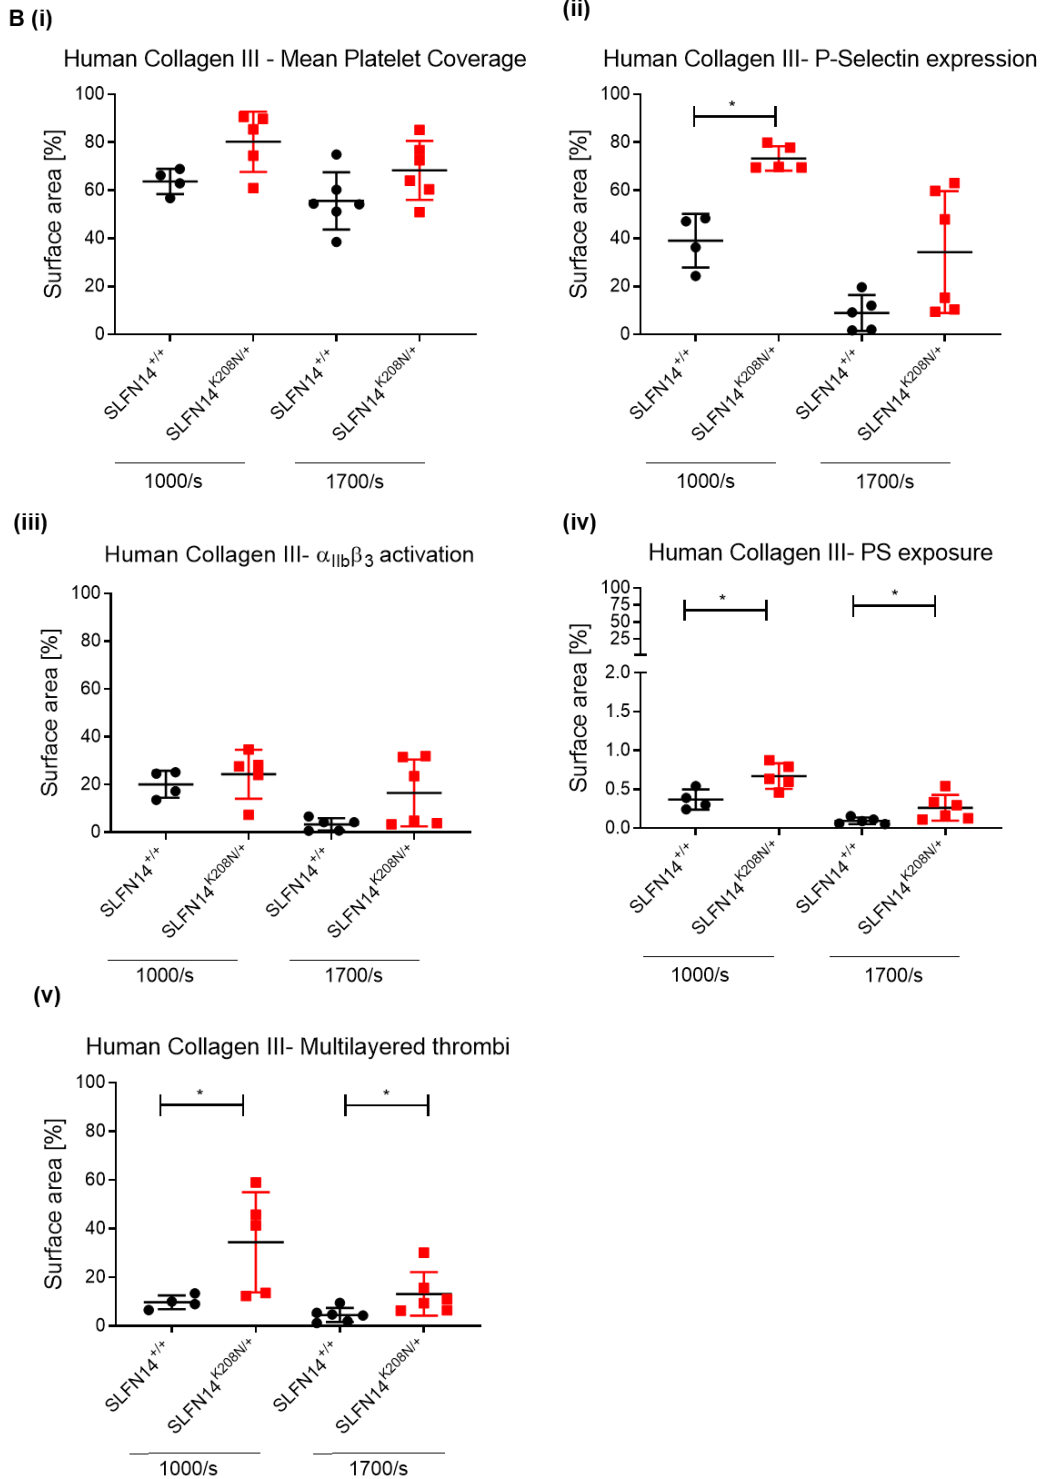 B (i)
Human Collagen III - Mean Platelet Coverage
Surface area [%]
100
80
60
40
20
0
SLFN14+/+
SLFN14K208N/+
SLFN14+/+
SLFN14K208N/+
1000/s
1700/s
(ii)
Human Collagen III- P-Selectin expression
Surface area [%]
100
80
60
40
20
0
*
SLFN14+/+
SLFN14K208N/+
SLFN14+/+
SLFN14K208N/+
1000/s
1700/s
(iii)
Human Collagen III- αIIbβ3 activation
Surface area [%]
100
80
60
40
20
0
SLFN14+/+
SLFN14K208N/+
SLFN14+/+
SLFN14K208N/+
1000/s
1700/s
(iv)
Human Collagen III- PS exposure
Surface area [%]
100
75
50
25
2.0
1.5
1.0
0.5
0.0
*
*
SLFN14+/+
SLFN14K208N/+
SLFN14+/+
SLFN14K208N/+
1000/s
1700/s
(v)
Human Collagen III- Multilayered thrombi
Surface area [%]
100
80
60
40
20
0
*
*
SLFN14+/+
SLFN14K208N/+
SLFN14+/+
SLFN14K208N/+
1000/s
1700/s